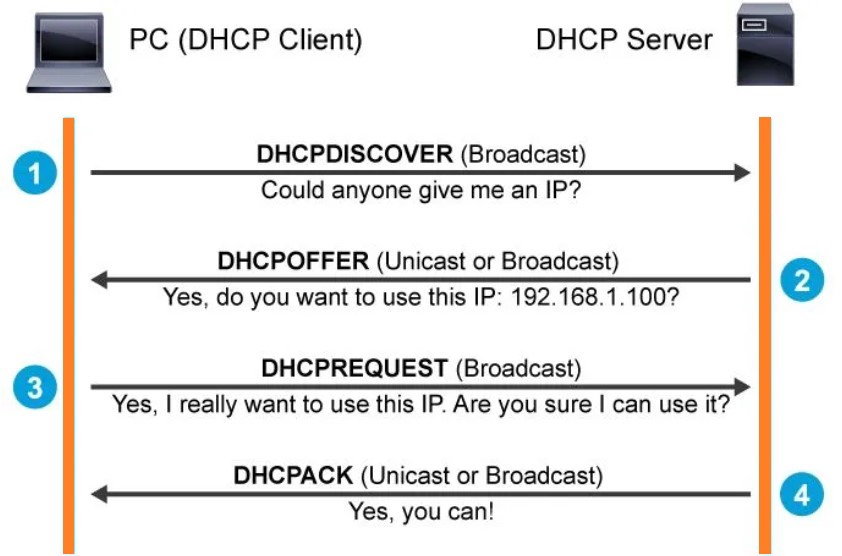 PC (DHCP Client)
DHCP Server
1
DHCPDISCOVER (Broadcast)
Could anyone give me an IP?
DHCPOFFER (Unicast or Broadcast)
2
Yes, do you want to use this IP: 192.168.1.100?
DHCPREQUEST (Broadcast)
3
Yes, I really want to use this IP. Are you sure I can use it?
DHCPACK (Unicast or Broadcast)
4
Yes, you can!